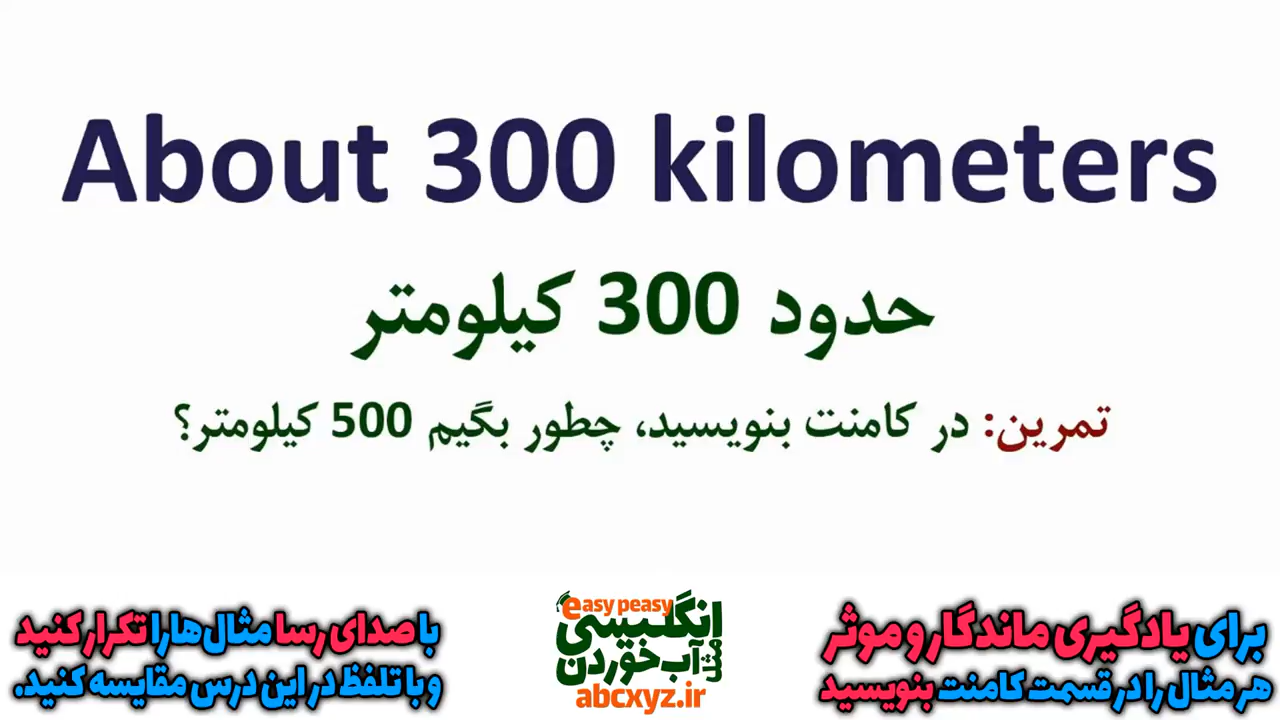 About 300 kilometers
حدود 300 کیلومتر
تمرین: در کامنت بنویسید، چطور بگیم 500 کیلومتر؟
برای یادگیری ماندگار و موثر
هر مثال را در قسمت کامنت بنویسید
easy peasy
انگلیسی
مثل آب خوردن
abcxyz.ir
با صدای رسا مثال‌ها را تکرار کنید
و با تلفظ در این درس مقایسه کنید.